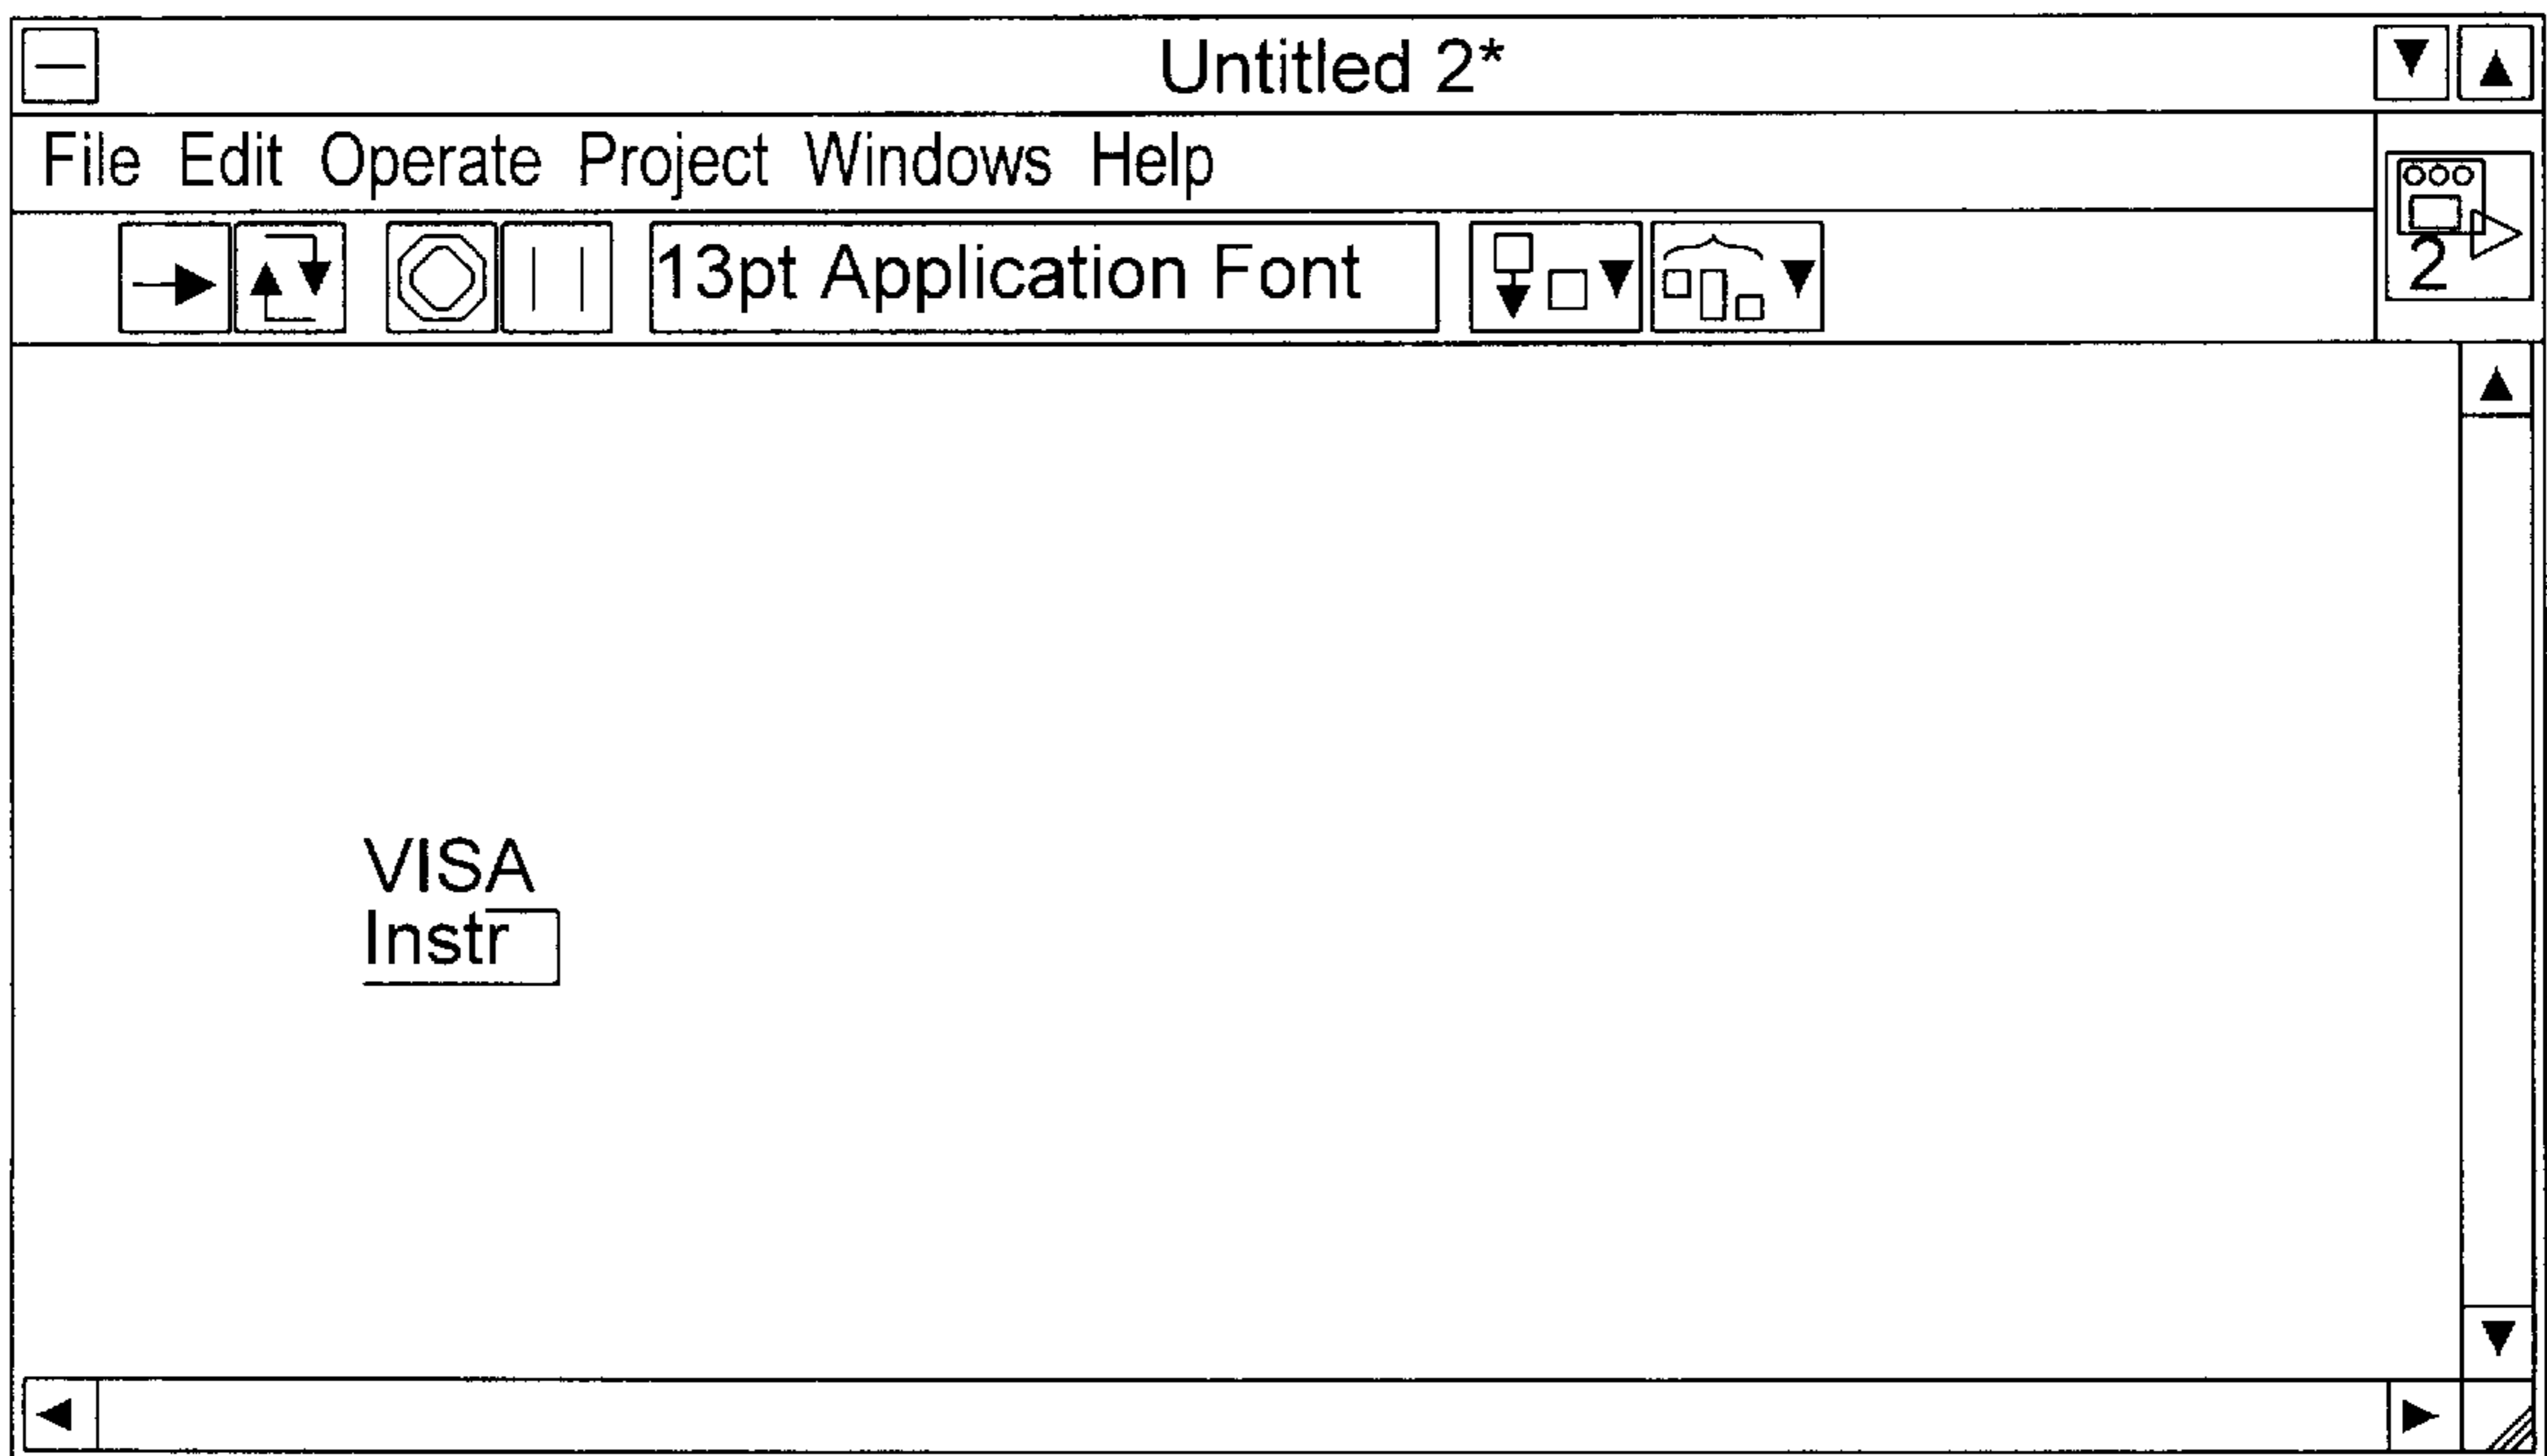 Untitled 2*
File Edit Operate Project Windows Help
2
13pt Application Font
VISA
Instr